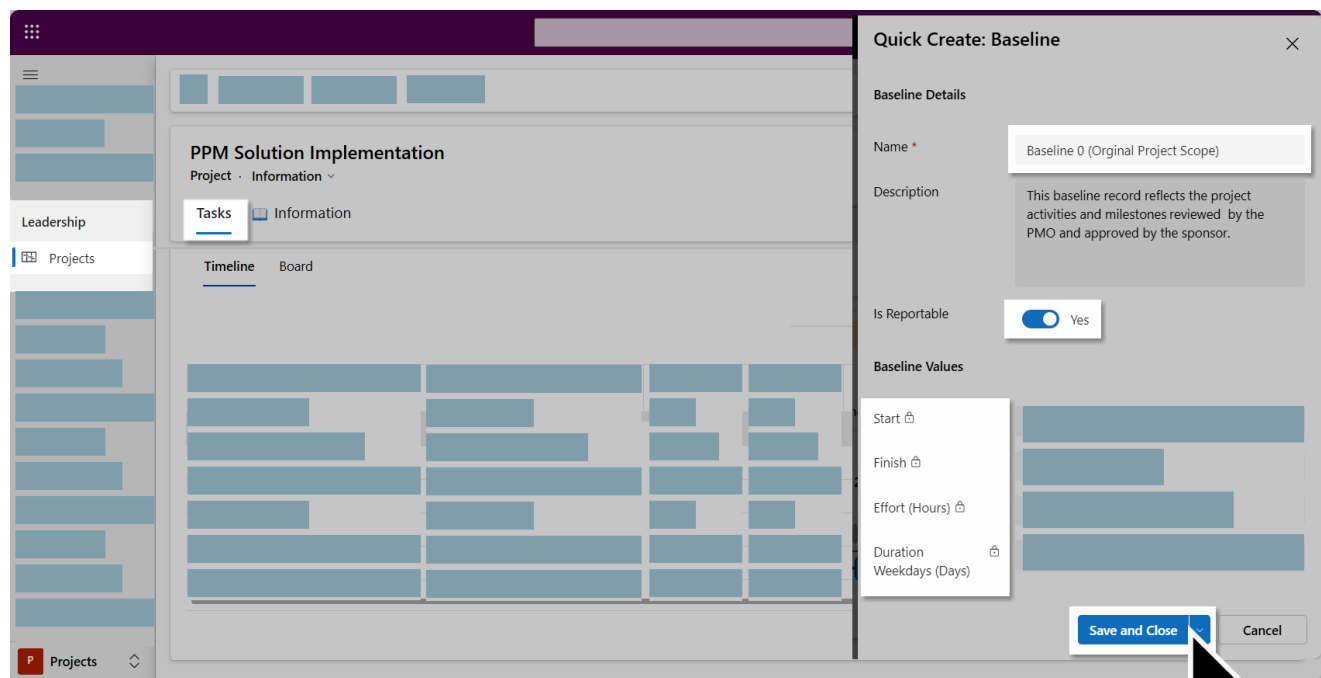 Leadership
Projects
P Projects
PPM Solution Implementation
Project · Information
Tasks
Information
Timeline
Board
Quick Create: Baseline
Baseline Details
Name *
Baseline 0 (Orginal Project Scope)
Description
This baseline record reflects the project
activities and milestones reviewed by the
PMO and approved by the sponsor.
Is Reportable
Yes
Baseline Values
Start
Finish
Effort (Hours)
Duration
Weekdays (Days)
Save and Close
Cancel